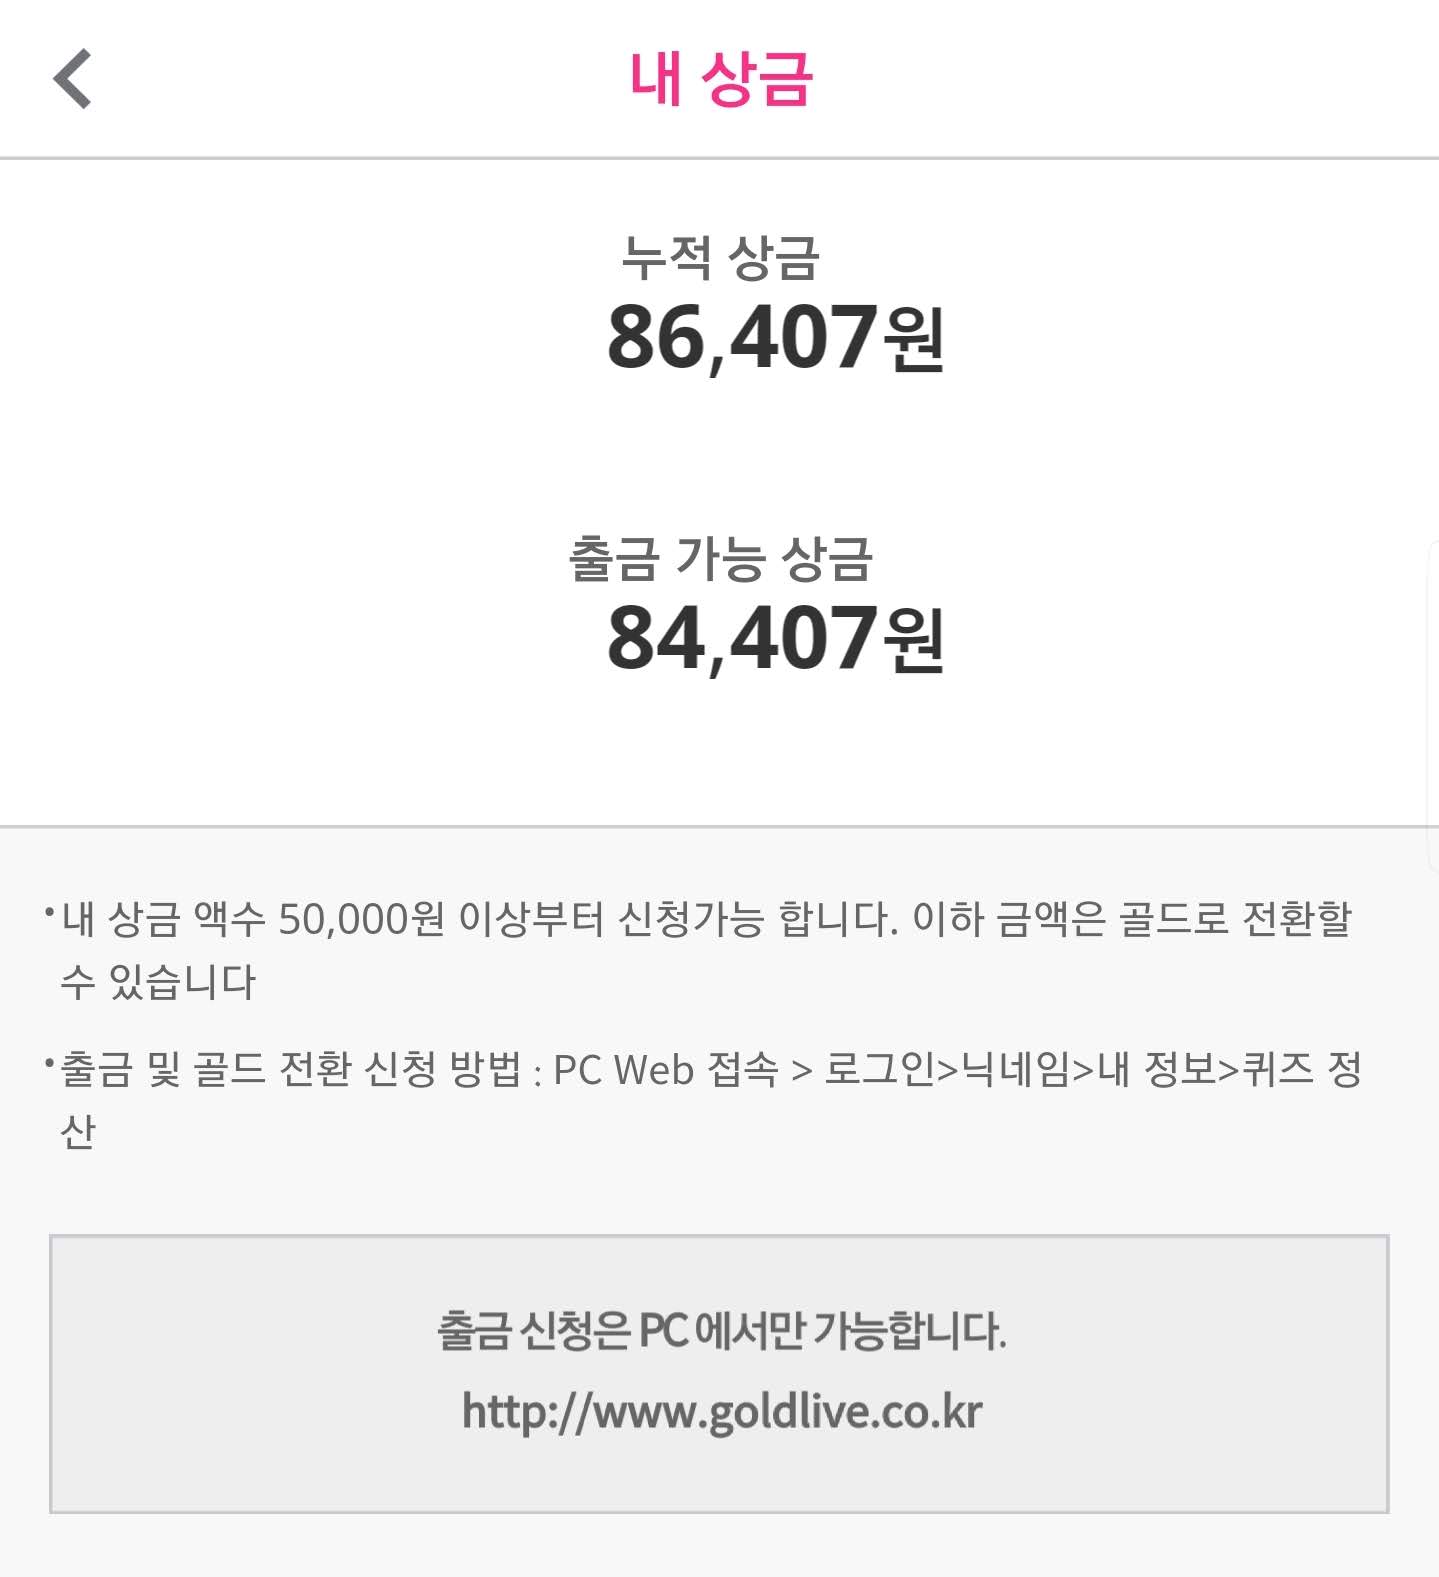 내 상금
누적 상금
86,407원
출금 가능 상금
84,407원
•내 상금 액수 50,000원 이상부터 신청가능 합니다. 이하 금액은 골드로 전환할
수 있습니다
•출금 및 골드 전환 신청 방법 : PC Web 접속 > 로그인>닉네임>내 정보>퀴즈 정
산
출금 신청은 PC 에서만 가능합니다.
http://www.goldlive.co.kr